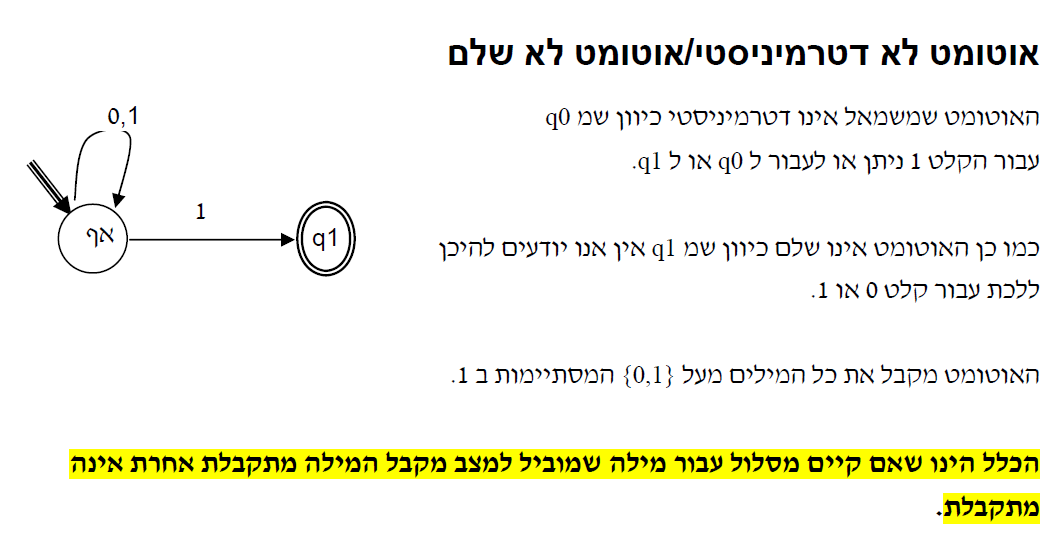 אוטומט לא דטרמיניסטי/אוטומט לא שלם
האוטומט שמשמאל אינו דטרמיניסטי כיוון שמ q0
עבור הקלט 1 ניתן או לעבור ל q0 או ל q1.
כמו כן האוטומט אינו שלם כיוון שמ q1 אין אנו יודעים להיכן
ללכת עבור קלט 0 או 1.
האוטומט מקבל את כל המילים מעל {0,1} המסתיימות ב 1.
הכלל הינו שאם קיים מסלול עבור מילה שמוביל למצב מקבל המילה מתקבלת אחרת אינה
מתקבלת.
0,1
אף
1
q1